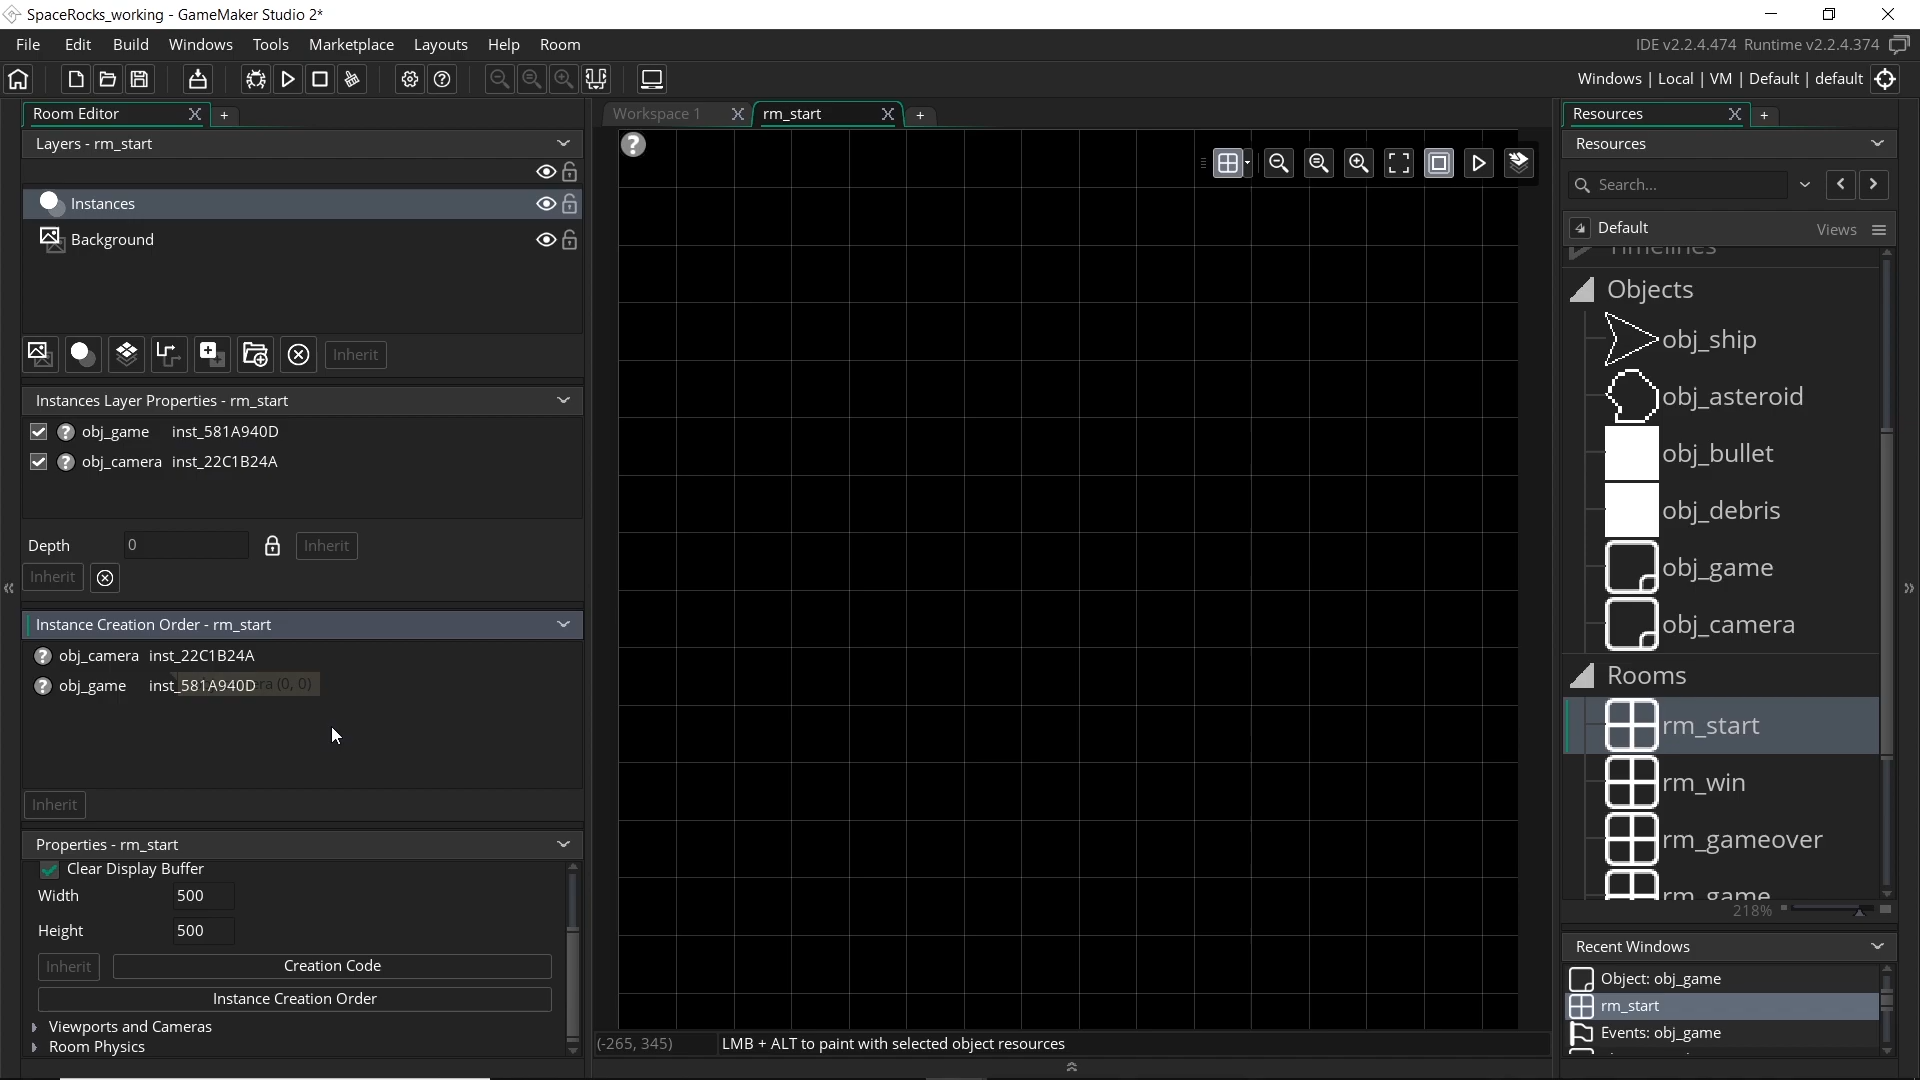 SpaceRocks_working - GameMaker Studio 2*
File Edit Build Windows Tools Marketplace Layouts Help Room
IDE v2.2.4.474 Runtime v2.2.4.374
Windows | Local | VM | Default | default
Room Editor
Layers - rm_start
Instances
Background
Inherit
Instances Layer Properties - rm_start
obj_game inst_581A940D
obj_camera inst_22C1B24A
Depth 0 Inherit
Inherit
Instance Creation Order - rm_start
obj_camera inst_22C1B24A
obj_game inst_581A940D
(0, 0)
Inherit
Properties - rm_start
Clear Display Buffer
Width 500
Height 500
Inherit Creation Code
Instance Creation Order
Viewports and Cameras
Room Physics
Workspace 1 rm_start
(-265, 345) LMB + ALT to paint with selected object resources
Resources
Resources
Search...
Default Views
Timelines
Objects
obj_ship
obj_asteroid
obj_bullet
obj_debris
obj_game
obj_camera
Rooms
rm_start
rm_win
rm_gameover
rm_game
218%
Recent Windows
Object: obj_game
rm_start
Events: obj_game